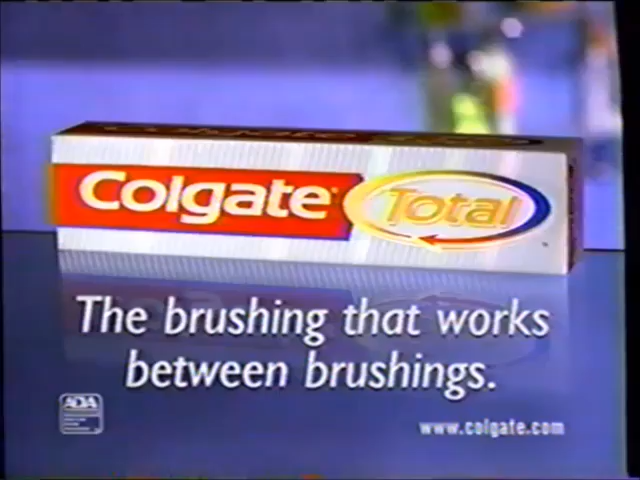 Colgate Total
The brushing that works
between brushings.
ADA
www.colgate.com